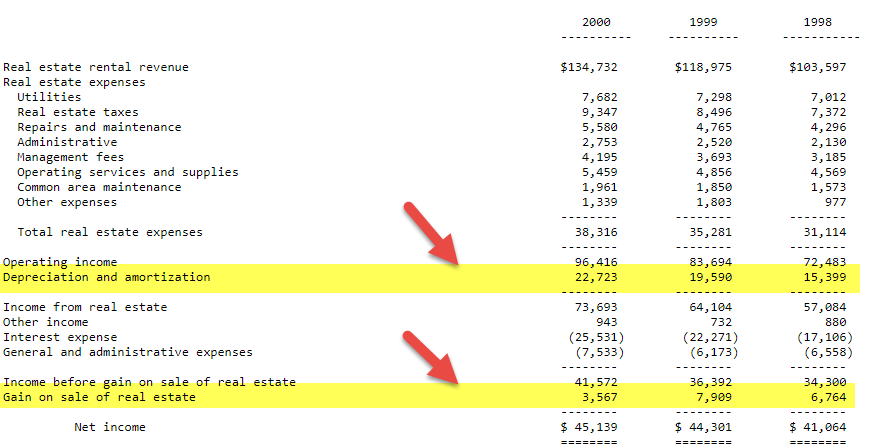 2000 1999 1998
---------- ---------- -----------
Real estate rental revenue $134,732 $118,975 $103,597
Real estate expenses
Utilities 7,682 7,298 7,012
Real estate taxes 9,347 8,496 7,372
Repairs and maintenance 5,580 4,765 4,296
Administrative 2,753 2,520 2,130
Management fees 4,195 3,693 3,185
Operating services and supplies 5,459 4,856 4,569
Common area maintenance 1,961 1,850 1,573
Other expenses 1,339 1,803 977
-------- -------- --------
Total real estate expenses 38,316 35,281 31,114
-------- -------- --------
Operating income 96,416 83,694 72,483
Depreciation and amortization 22,723 19,590 15,399
-------- -------- --------
Income from real estate 73,693 64,104 57,084
Other income 943 732 880
Interest expense (25,531) (22,271) (17,106)
General and administrative expenses (7,533) (6,173) (6,558)
-------- -------- --------
Income before gain on sale of real estate 41,572 36,392 34,300
Gain on sale of real estate 3,567 7,909 6,764
-------- -------- --------
Net income $ 45,139 $ 44,301 $ 41,064
======== ======== ========